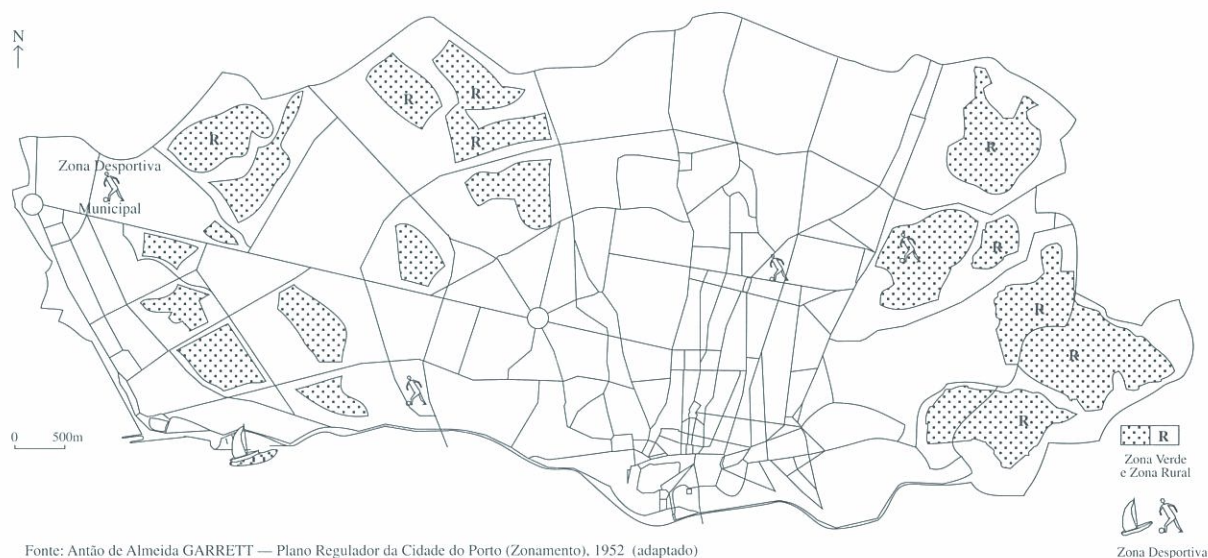 N
R
R
R
R
R
Zona Desportiva
Municipal
R
R
R
R
0 500m
R
Zona Verde
e Zona Rural
Zona Desportiva
Fonte: Antão de Almeida GARRETT — Plano Regulador da Cidade do Porto (Zonamento), 1952 (adaptado)